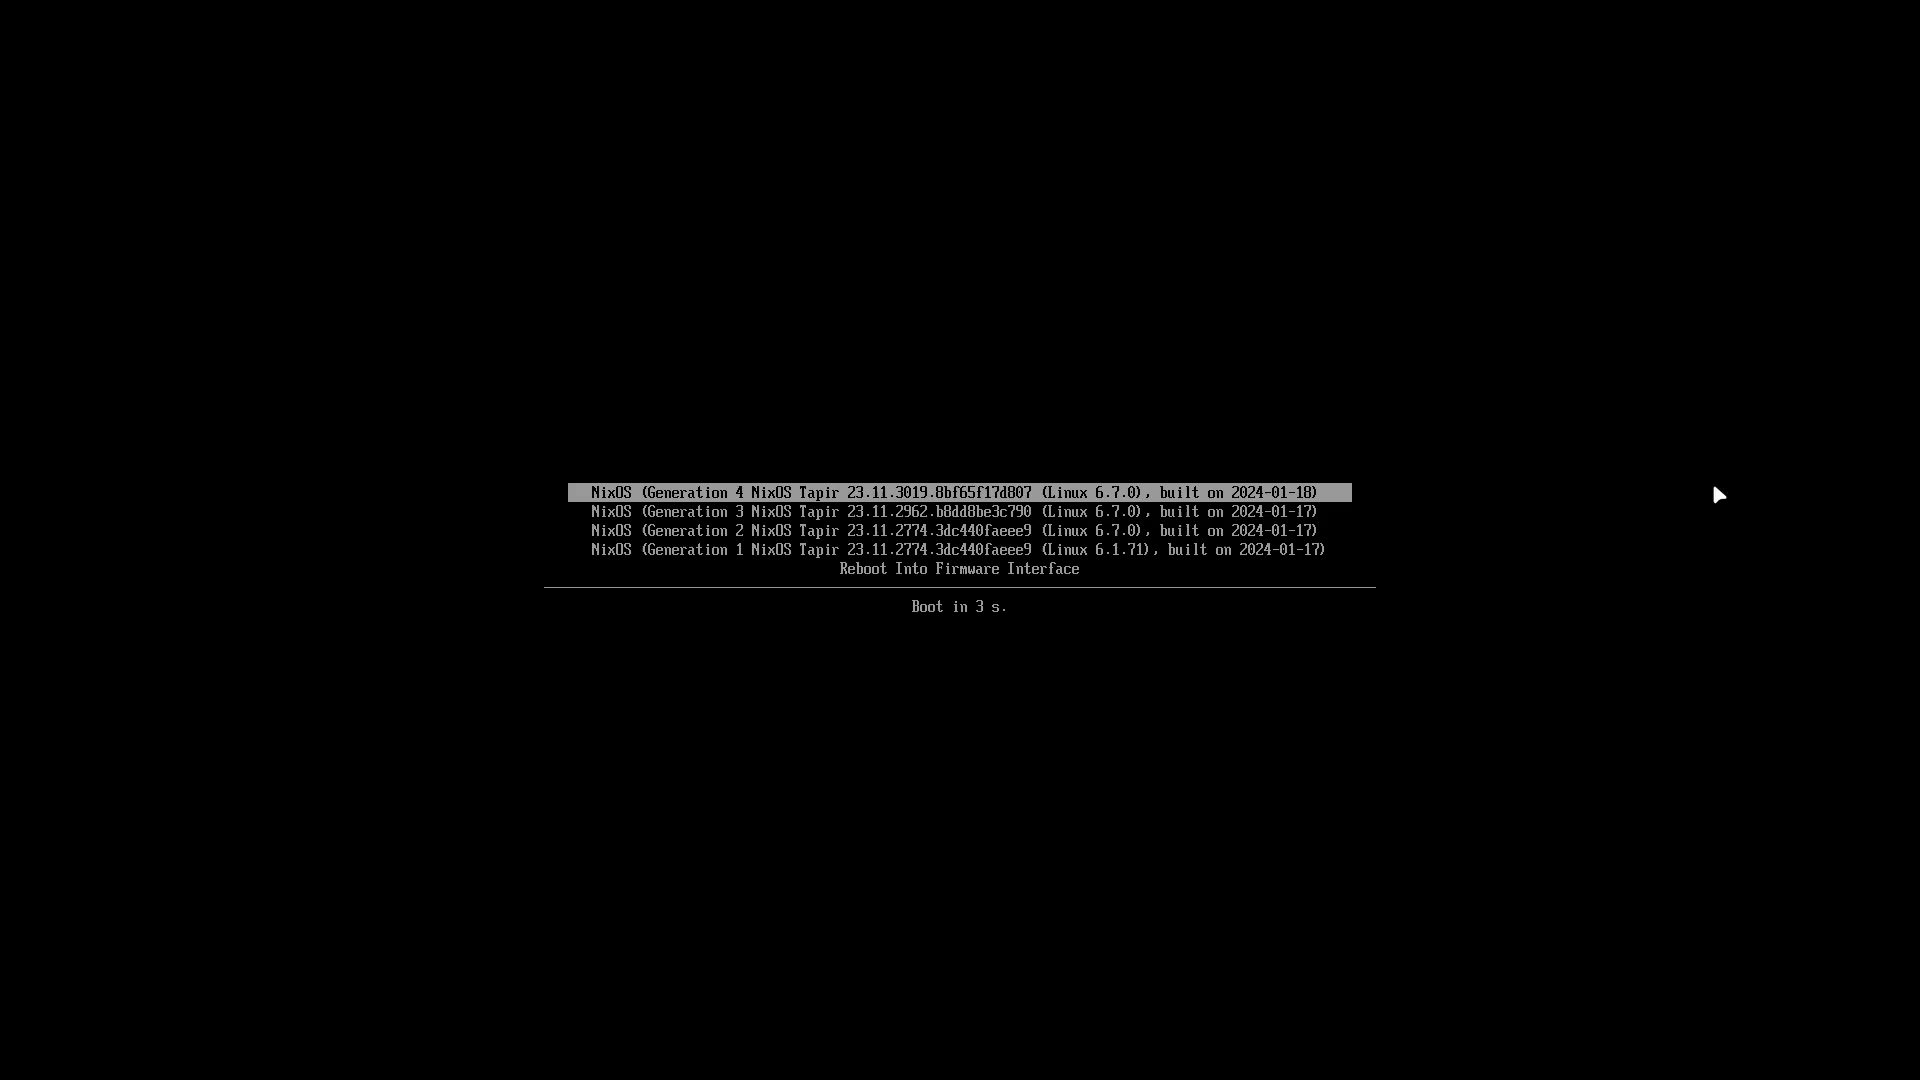 NixOS (Generation 4 NixOS Tapir 23.11.3019.8bf65f17d807 (Linux 6.7.0), built on 2024-01-18)
NixOS (Generation 3 NixOS Tapir 23.11.2962.b8dd8be3c790 (Linux 6.7.0), built on 2024-01-17)
NixOS (Generation 2 NixOS Tapir 23.11.2774.3dc440faeee9 (Linux 6.7.0), built on 2024-01-17)
NixOS (Generation 1 NixOS Tapir 23.11.2774.3dc440faeee9 (Linux 6.1.71), built on 2024-01-17)
Reboot Into Firmware Interface
Boot in 3 s.